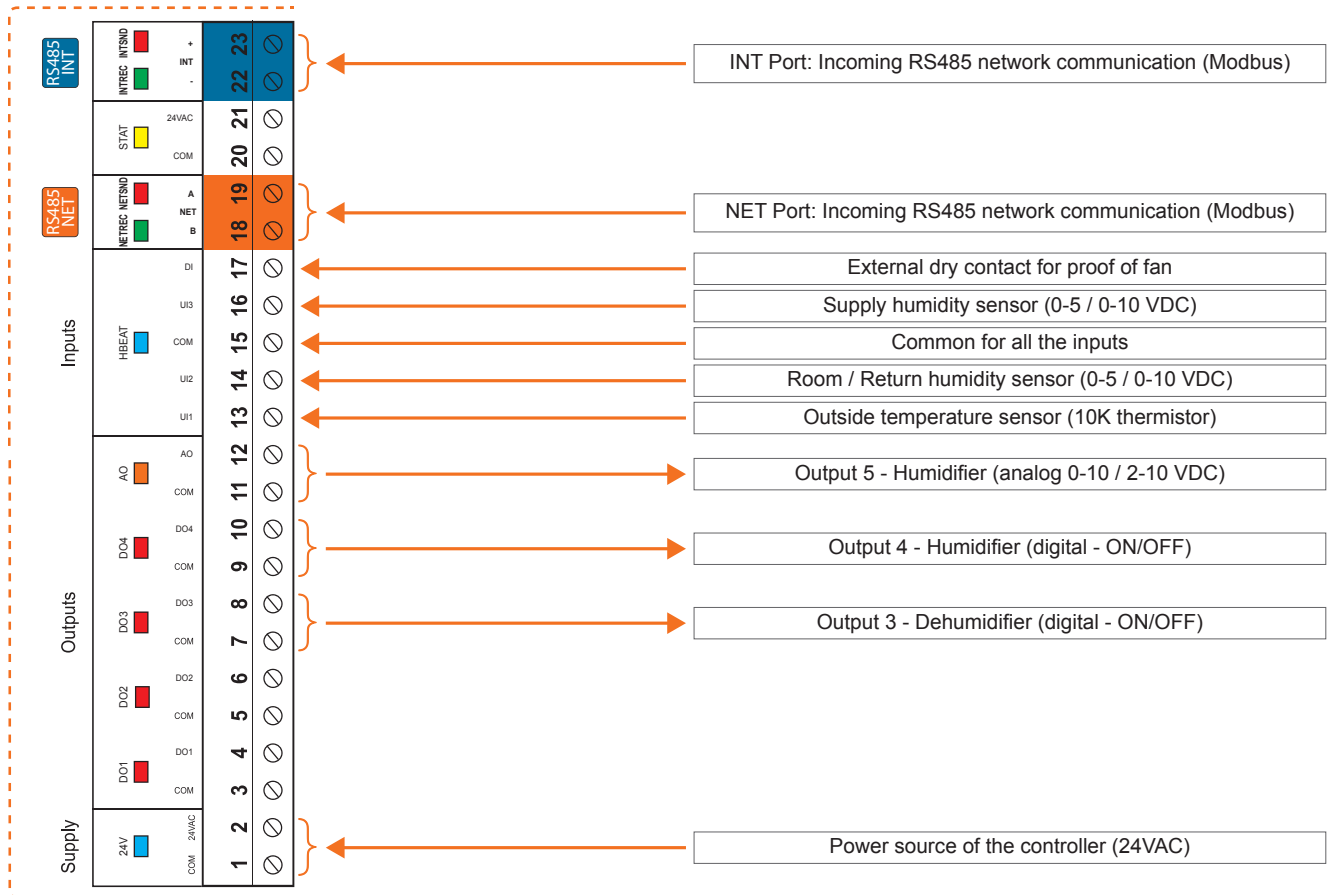 RS485
INT
INTREC INTSND
+
INT
-
23
22
INT Port: Incoming RS485 network communication (Modbus)
STAT
24VAC
COM
21
20
RS485
NET
NETREC NETSND
A
NET
B
19
18
NET Port: Incoming RS485 network communication (Modbus)
Inputs
HBEAT
DI
17
External dry contact for proof of fan
UI3
16
Supply humidity sensor (0-5 / 0-10 VDC)
COM
15
Common for all the inputs
UI2
14
Room / Return humidity sensor (0-5 / 0-10 VDC)
UI1
13
Outside temperature sensor (10K thermistor)
Outputs
AO
AO
12
COM
11
Output 5 - Humidifier (analog 0-10 / 2-10 VDC)
DO4
DO4
10
COM
9
Output 4 - Humidifier (digital - ON/OFF)
DO3
DO3
8
COM
7
Output 3 - Dehumidifier (digital - ON/OFF)
DO2
DO2
6
COM
5
DO1
DO1
4
COM
3
Supply
24V
24VAC
2
COM
1
Power source of the controller (24VAC)